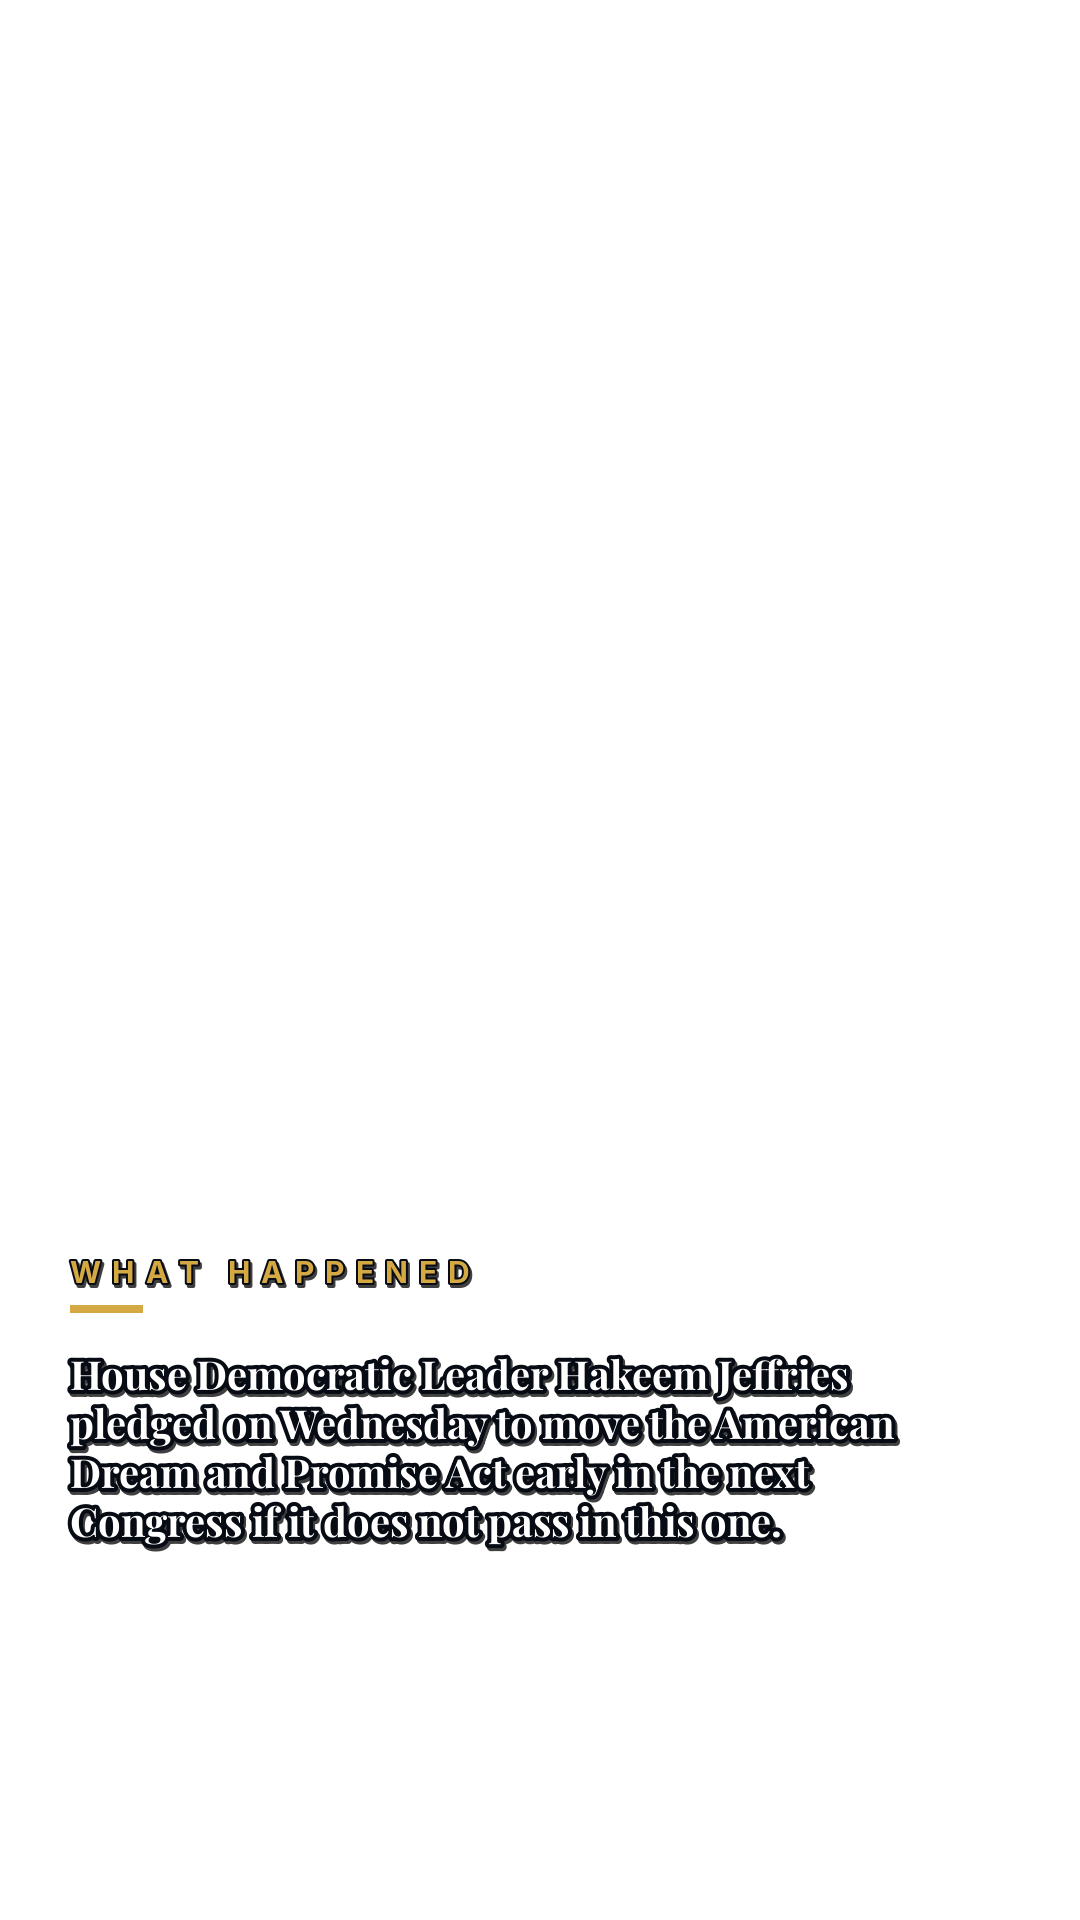 WHAT HAPPENED
House Democratic Leader Hakeem Jeffries
pledged on Wednesday to move the American
Dream and Promise Act early in the next
Congress if it does not pass in this one.